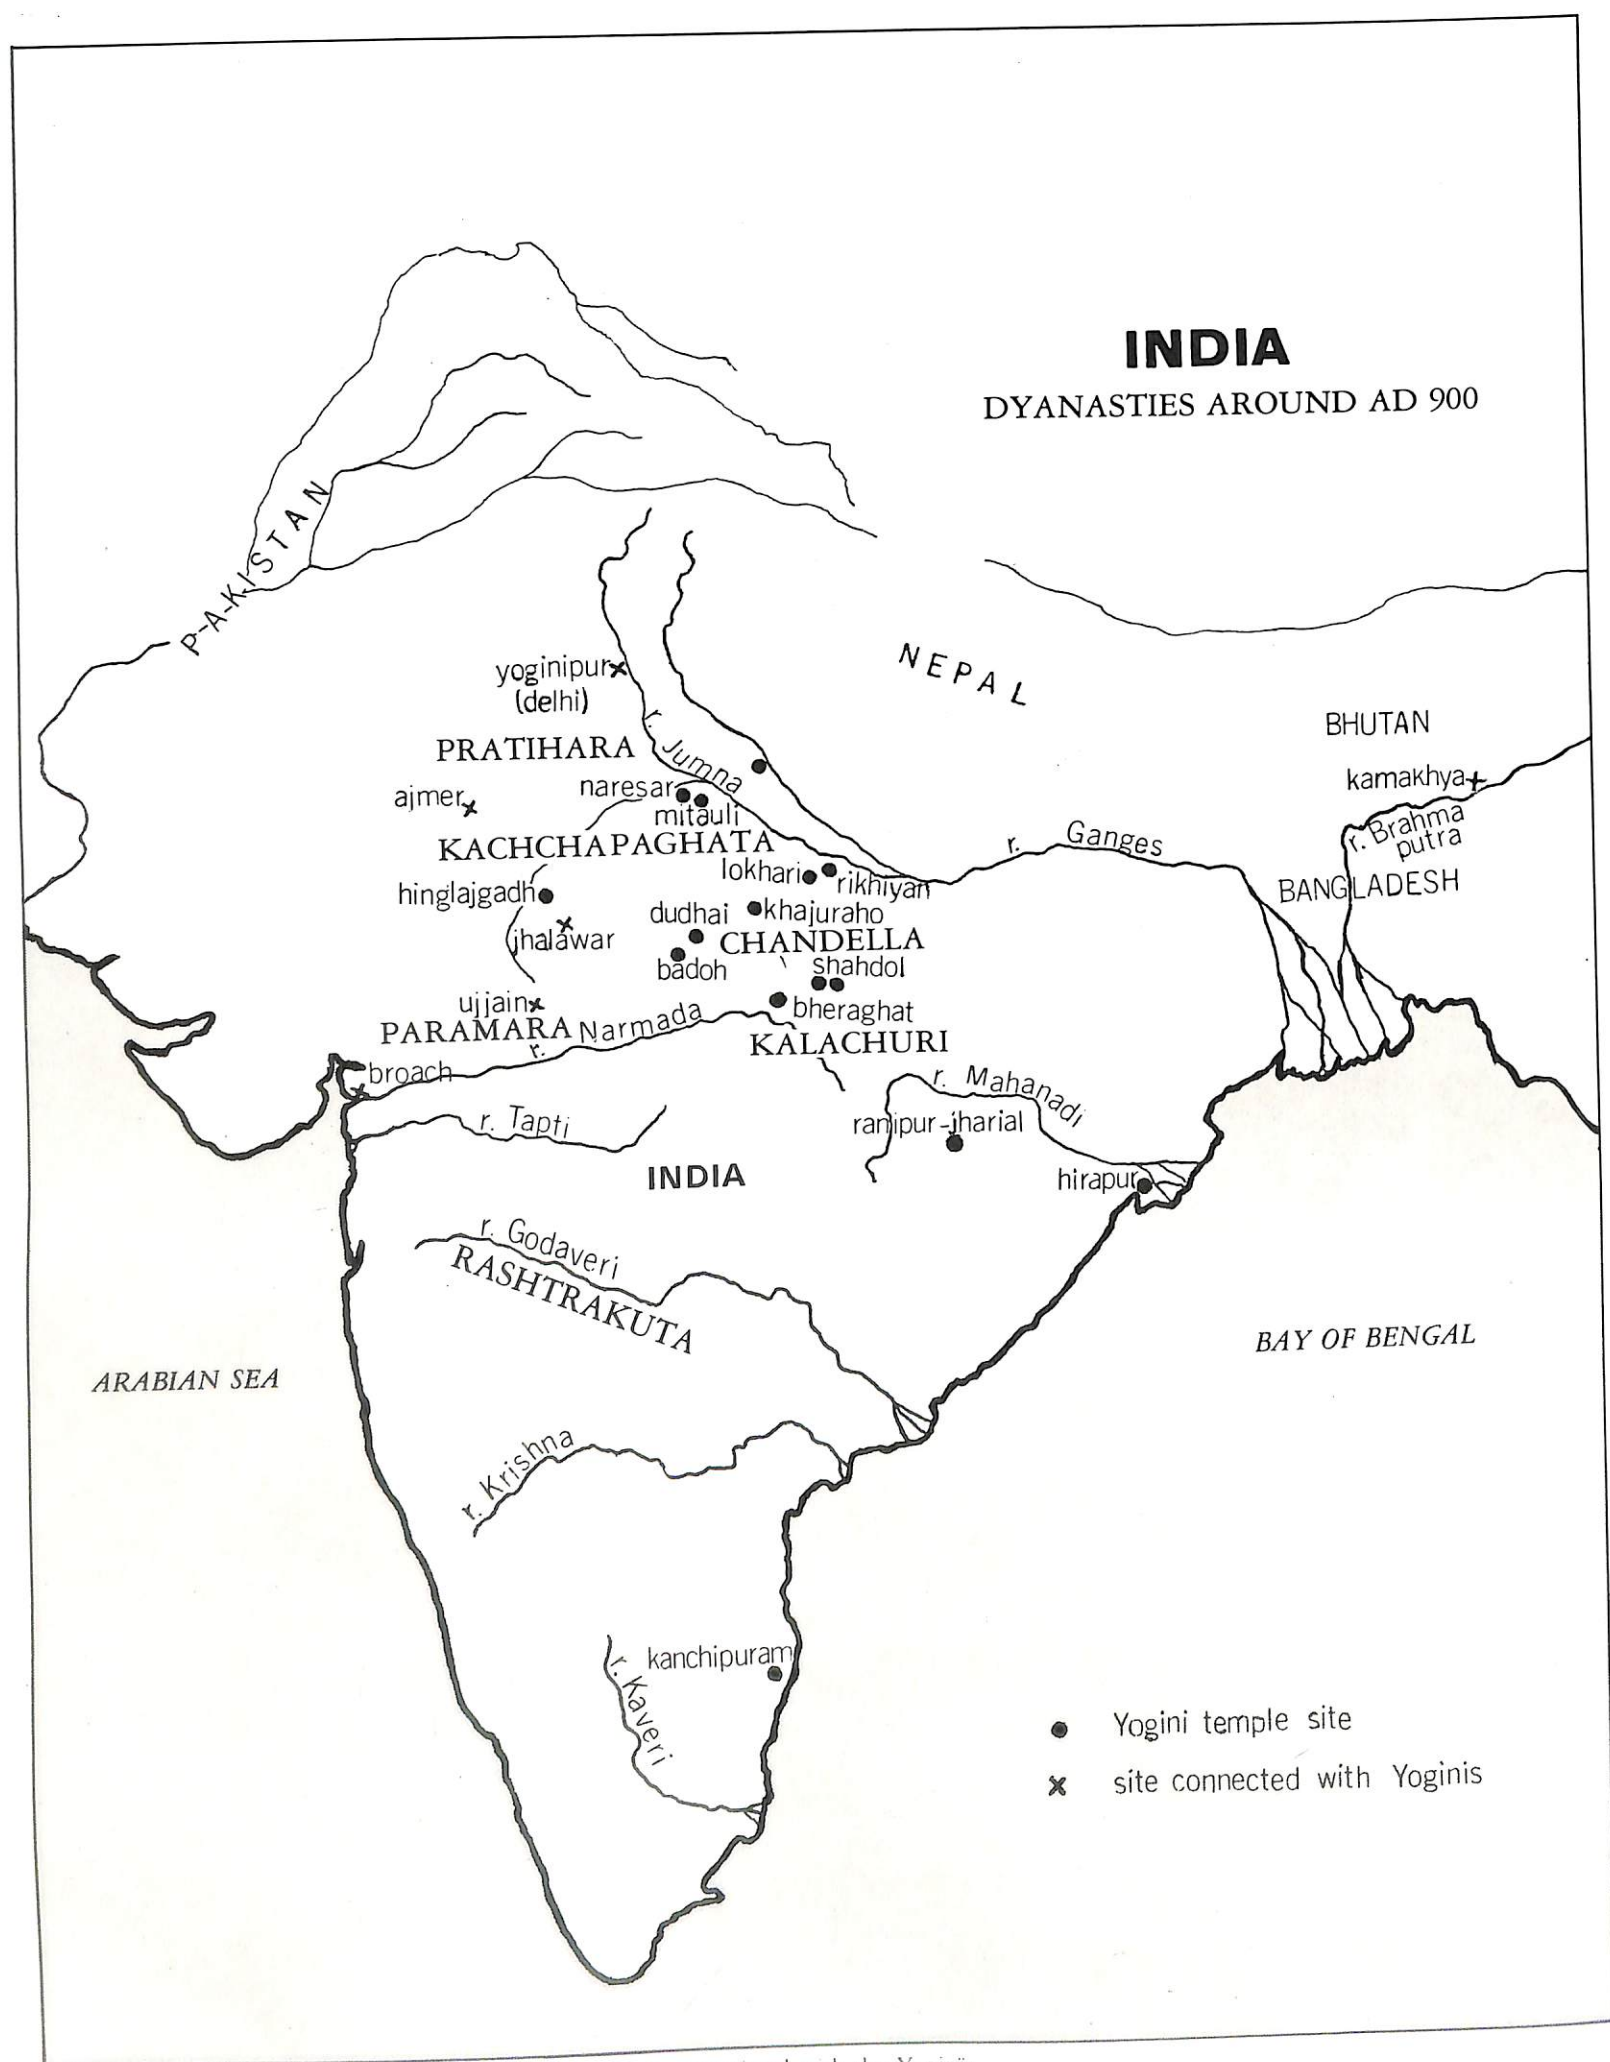 INDIA
DYANASTIES AROUND AD 900
P-A-K-I-S-T-A-N
NEPAL
yoginipur
(delhi)
BHUTAN
r. Jumna
PRATIHARA
kamakhya
naresar
ajmer
mitauli
r. Brahma
putra
r. Ganges
KACHCHAPAGHATA
lokhari
rikhiyan
BANGLADESH
hinglajgadh
dudhai
khajuraho
jhalawar
CHANDELLA
badoh
shahdol
ujjain
bheraghat
PARAMARA
r. Narmada
KALACHURI
broach
r. Mahanadi
r. Tapti
ranipur-jharial
INDIA
hirapur
r. Godaveri
RASHTRAKUTA
BAY OF BENGAL
ARABIAN SEA
r. Krishna
kanchipuram
r. Kaveri
Yogini temple site
site connected with Yoginis